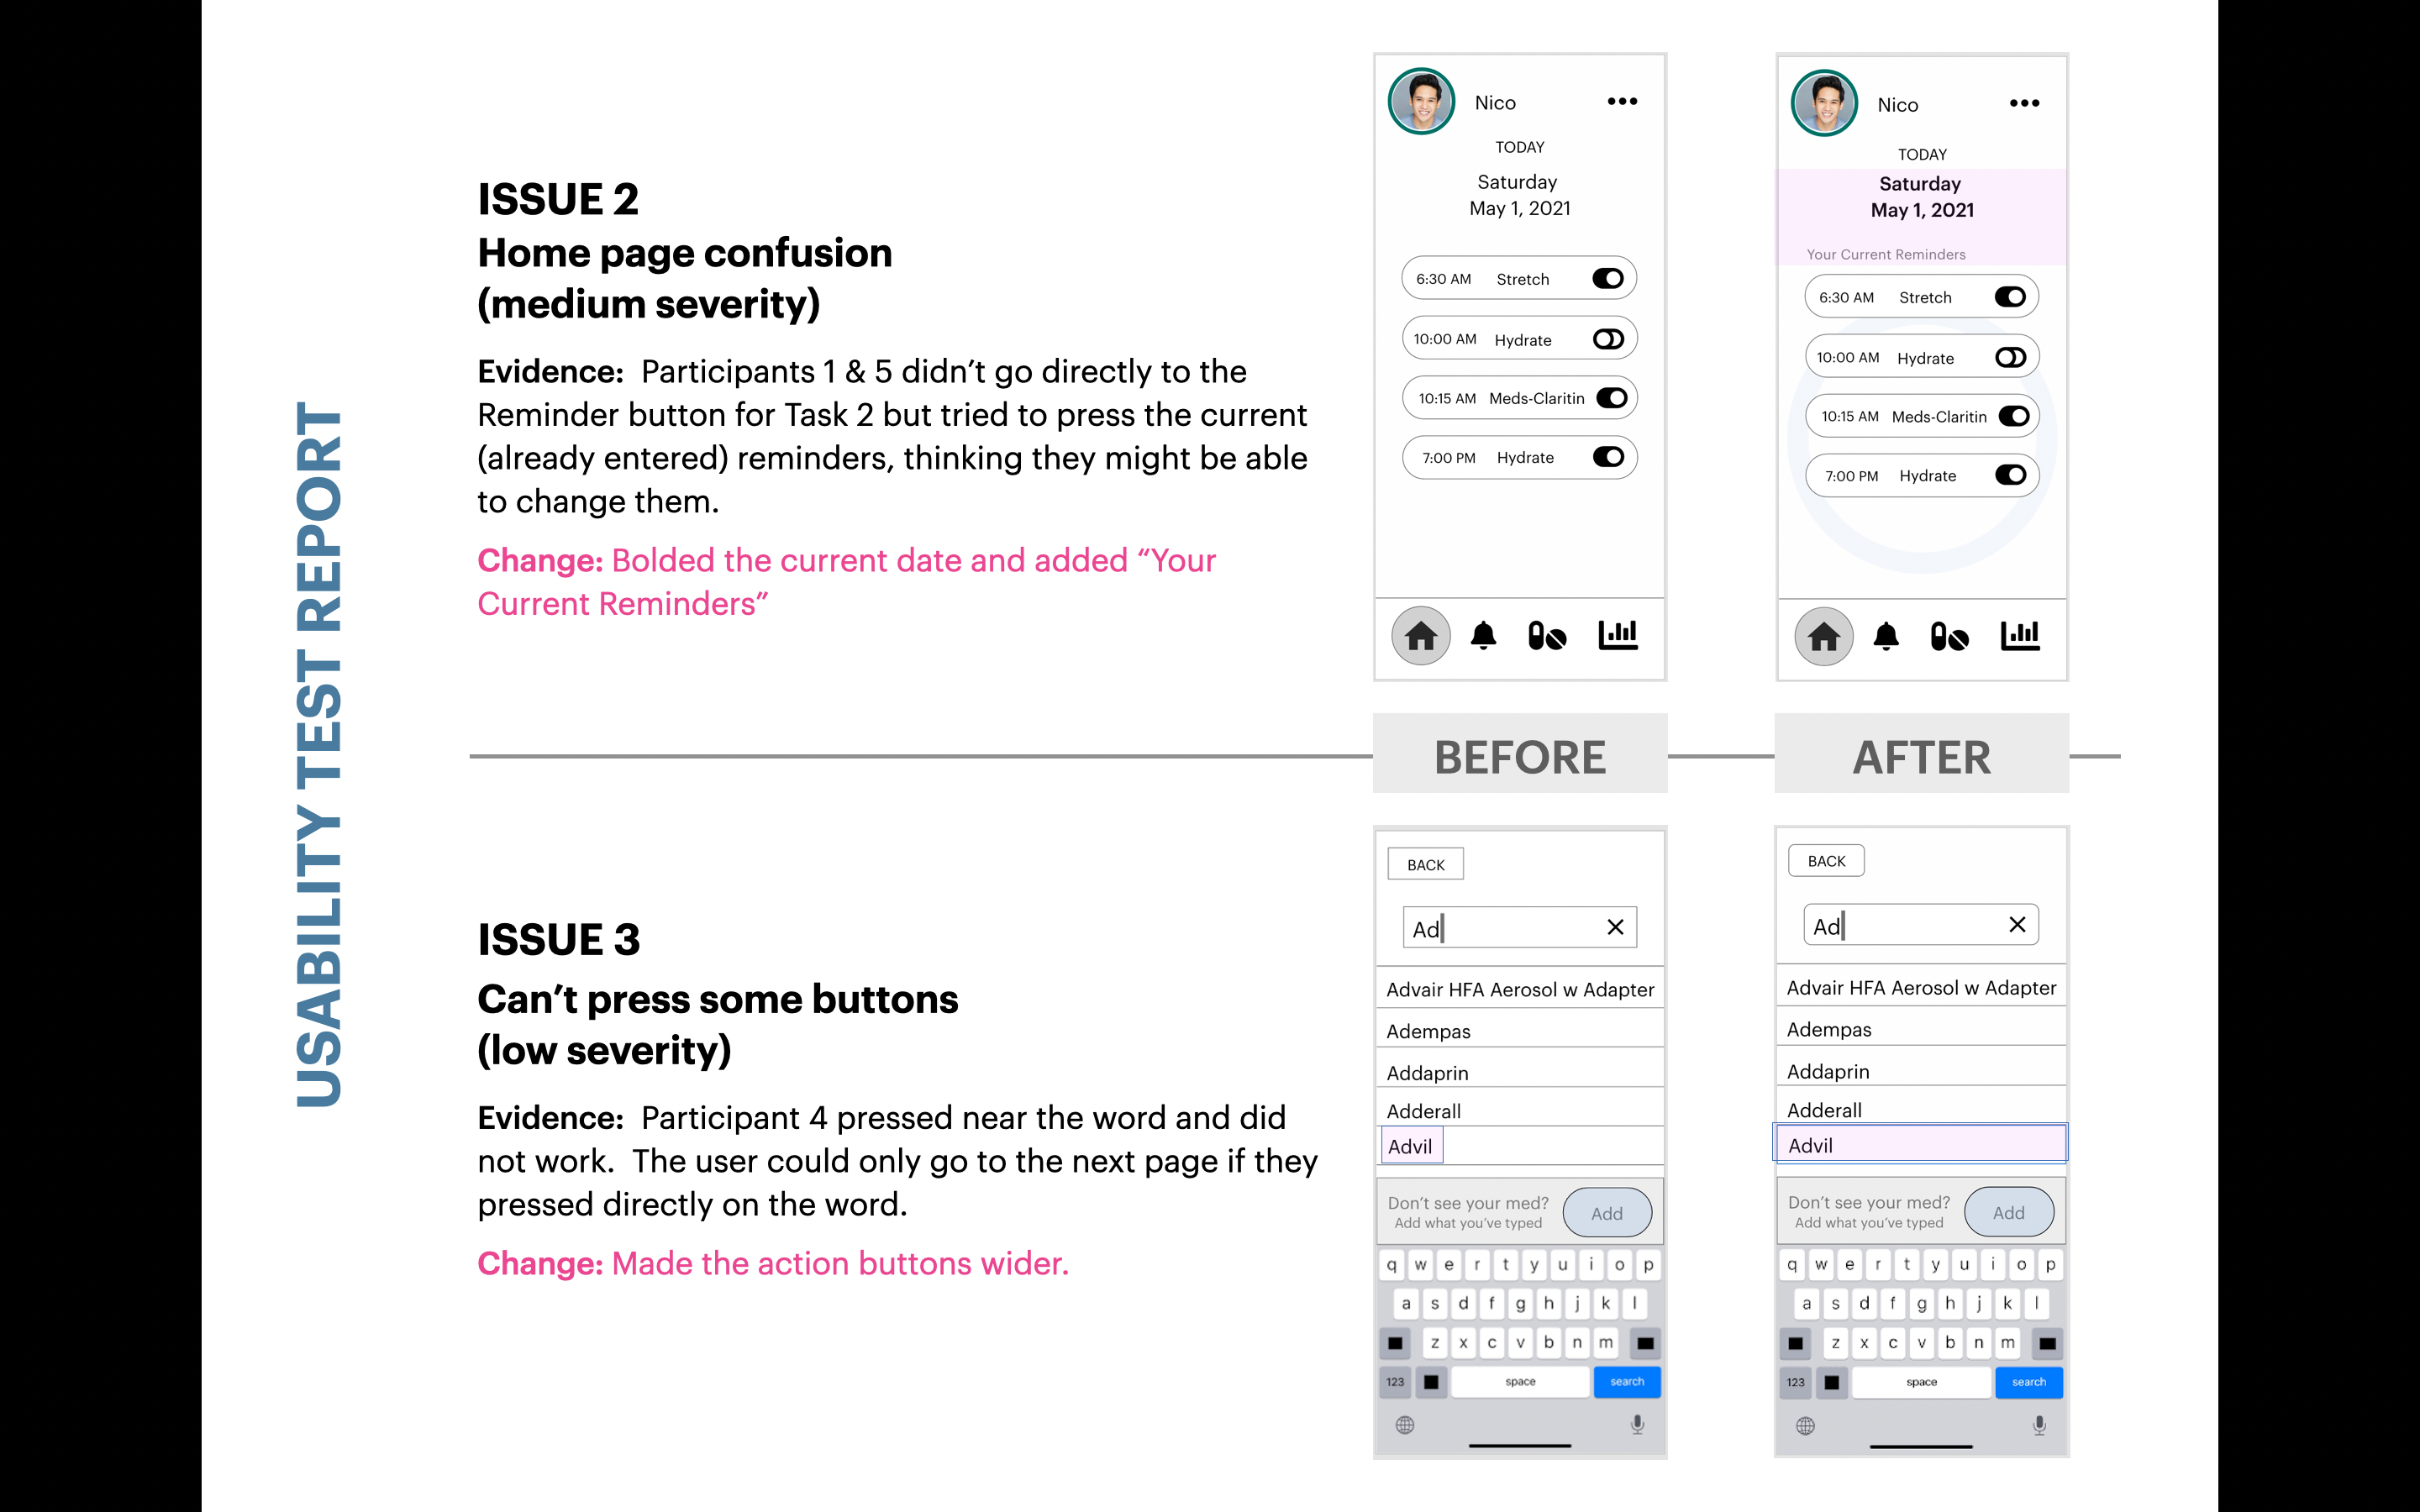 USABILITY TEST REPORT
ISSUE 2
Home page confusion
(medium severity)
Evidence:  Participants 1 & 5 didn’t go directly to the
Reminder button for Task 2 but tried to press the current
(already entered) reminders, thinking they might be able
to change them.
Change: Bolded the current date and added “Your
Current Reminders”
Nico
TODAY
Saturday
May 1, 2021
6:30 AM Stretch
10:00 AM Hydrate
10:15 AM Meds-Claritin
7:00 PM Hydrate
Nico
TODAY
Saturday
May 1, 2021
Your Current Reminders
6:30 AM Stretch
10:00 AM Hydrate
10:15 AM Meds-Claritin
7:00 PM Hydrate
BEFORE
AFTER
ISSUE 3
Can’t press some buttons
(low severity)
Evidence:  Participant 4 pressed near the word and did
not work.  The user could only go to the next page if they
pressed directly on the word.
Change: Made the action buttons wider.
BACK
Ad
Advair HFA Aerosol w Adapter
Adempas
Addaprin
Adderall
Advil
Don’t see your med?
Add what you’ve typed
Add
q w e r t y u i o p
a s d f g h j k l
z x c v b n m
123 space search
BACK
Ad
Advair HFA Aerosol w Adapter
Adempas
Addaprin
Adderall
Advil
Don’t see your med?
Add what you’ve typed
Add
q w e r t y u i o p
a s d f g h j k l
z x c v b n m
123 space search